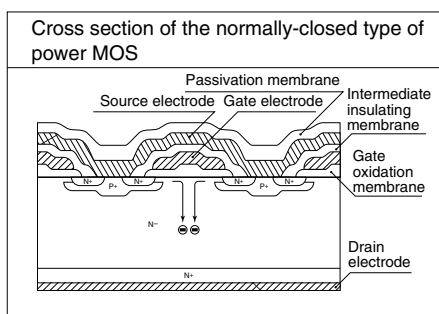 Cross section of the normally-closed type of
power MOS
Passivation membrane
Source electrode
Gate electrode
Intermediate
insulating
membrane
Gate
oxidation
membrane
N+
P+
N+
N+
P+
N+
N−
N+
Drain
electrode